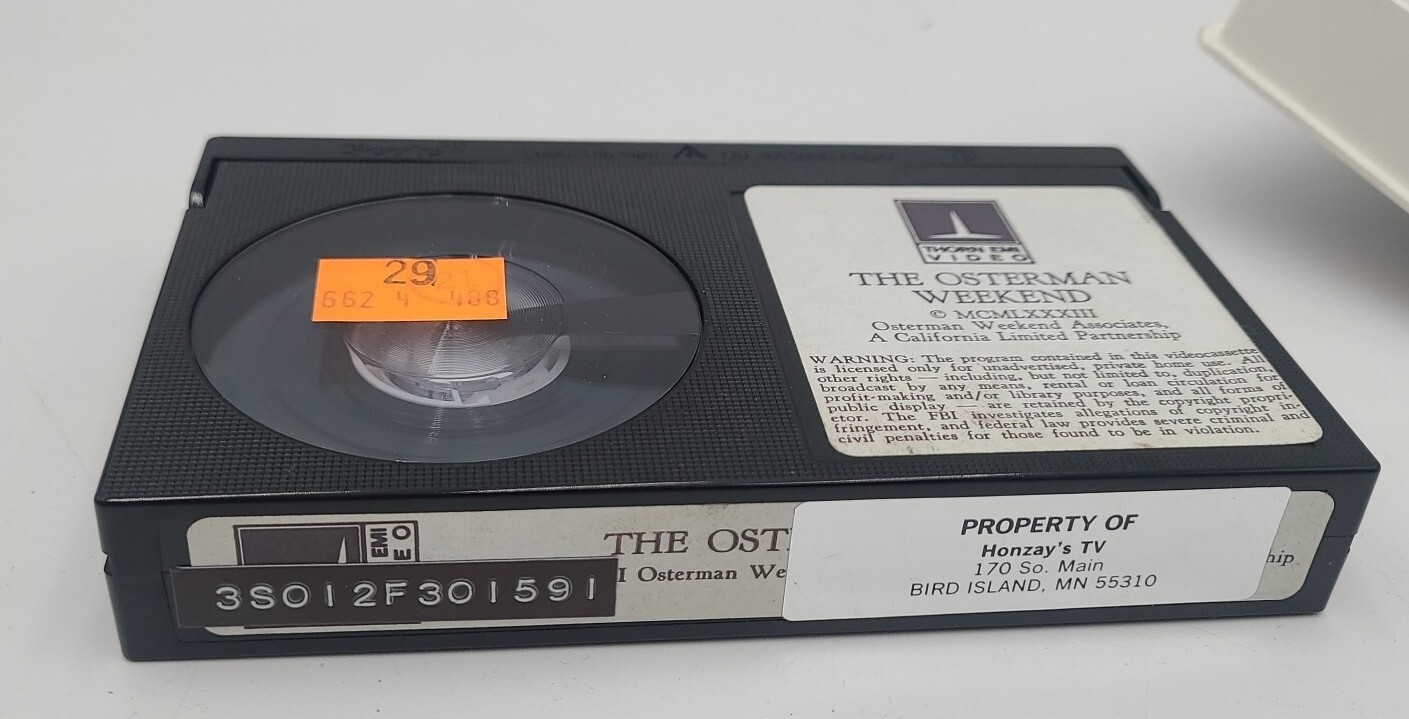 29
662 4 488
THORN EMI
VIDEO
THE OSTERMAN
WEEKEND
© MCMLXXXIII
Osterman Weekend Associates,
A California Limited Partnership
WARNING: The program contained in this videocassette
is licensed only for unadvertised, private home use. All
other rights — including, but not limited to, duplication,
broadcast by any means, rental or loan circulation for
profit-making and/or library purposes, and all forms of
public display — are retained by the copyright propri-
etor. The FBI investigates allegations of copyright in-
fringement, and federal law provides severe criminal and
civil penalties for those found to be in violation.
EMI
EO
THE OST
I Osterman We
hip
3S012F301591
PROPERTY OF
Honzay's TV
170 So. Main
BIRD ISLAND, MN 55310